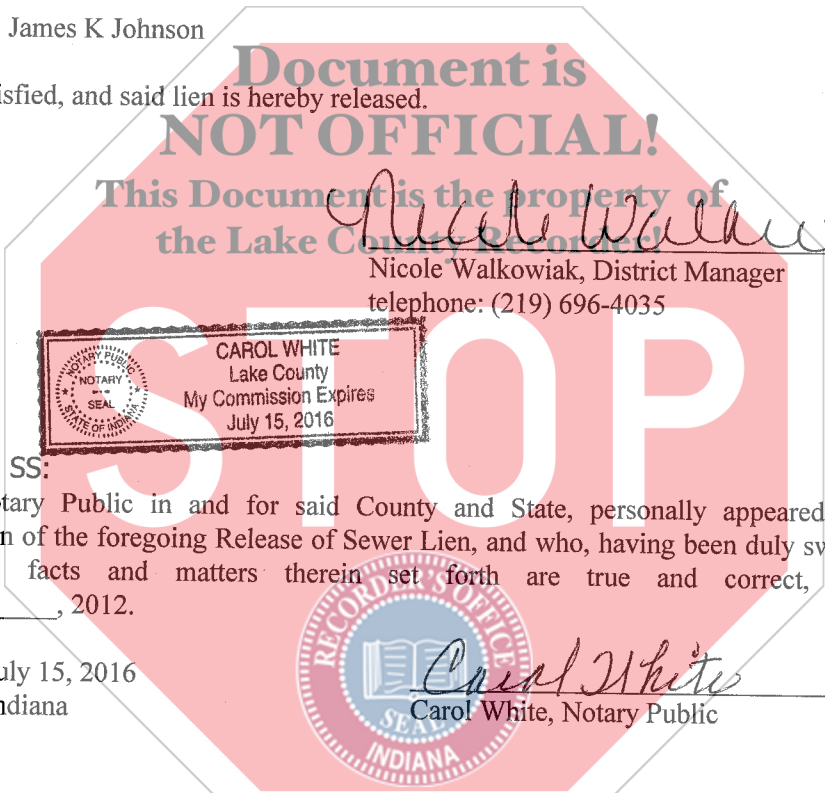 James K Johnson
Document is
isfied, and said lien is hereby released.
NOT OFFICIAL!
This Document is the property of
the Lake County Recorder!
Nicole Walkowiak, District Manager
telephone: (219) 696-4035
STOP
CAROL WHITE
Lake County
My Commission Expires
July 15, 2016
NOTARY PUBLIC
NOTARY
SEAL
STATE OF INDIANA
SS:
tary Public in and for said County and State, personally appeared
n of the foregoing Release of Sewer Lien, and who, having been duly sw
facts and matters therein set forth are true and correct,
, 2012.
RECORDER'S OFFICE
SEAL
INDIANA
uly 15, 2016
ndiana
Carol White
Carol White, Notary Public